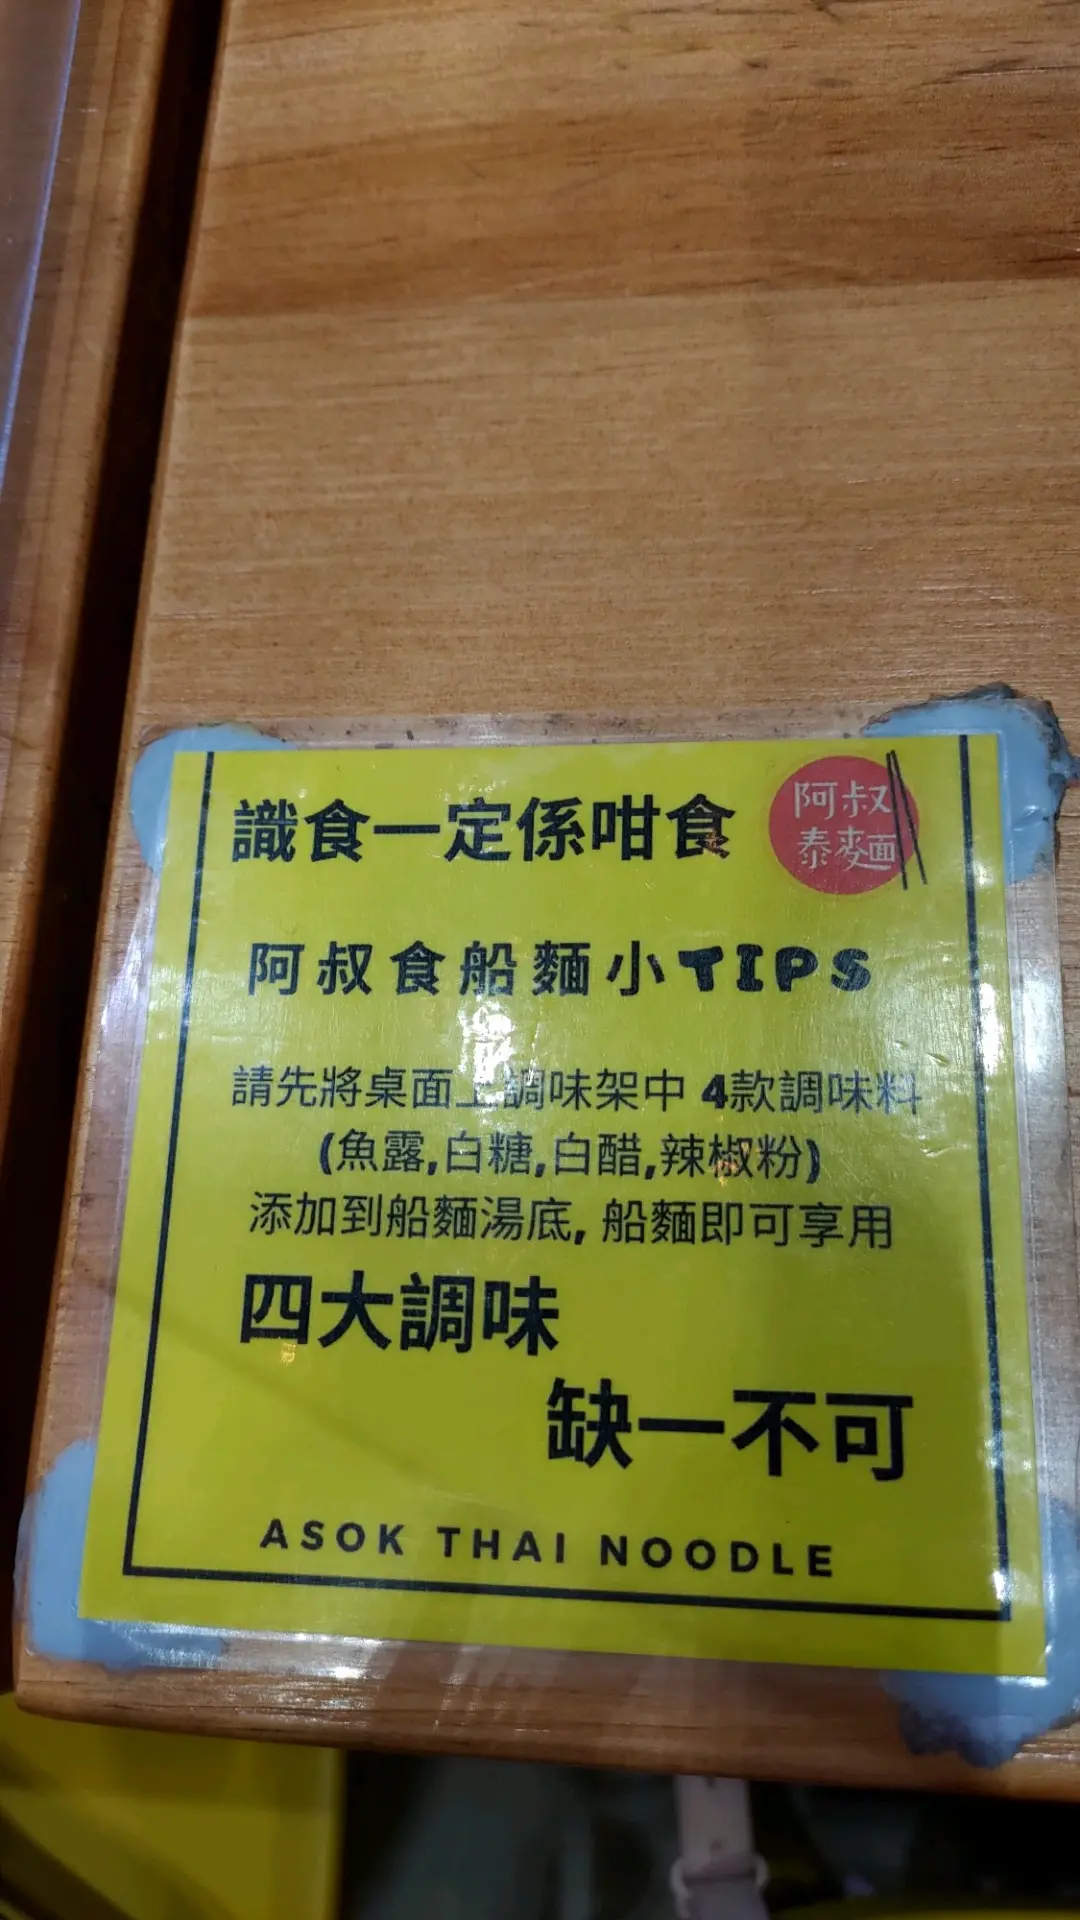 識食一定係咁食
阿叔
泰麵
阿叔食船麵小TIPS
請先將桌面上調味架中 4款調味料
(魚露,白糖,白醋,辣椒粉)
添加到船麵湯底, 船麵即可享用
四大調味
缺一不可
ASOK THAI NOODLE